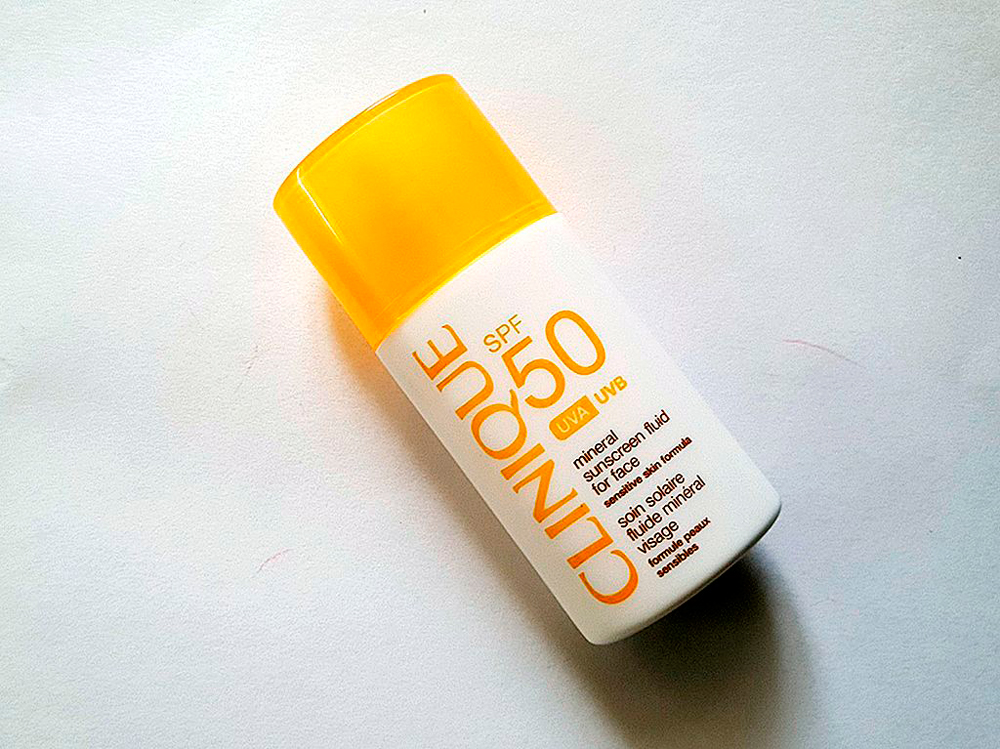 CLINIQUE
SPF
50
UVA UVB
mineral
sunscreen fluid
for face
sensitive skin formula
soin solaire
fluide minéral
visage
formule peaux
sensibles